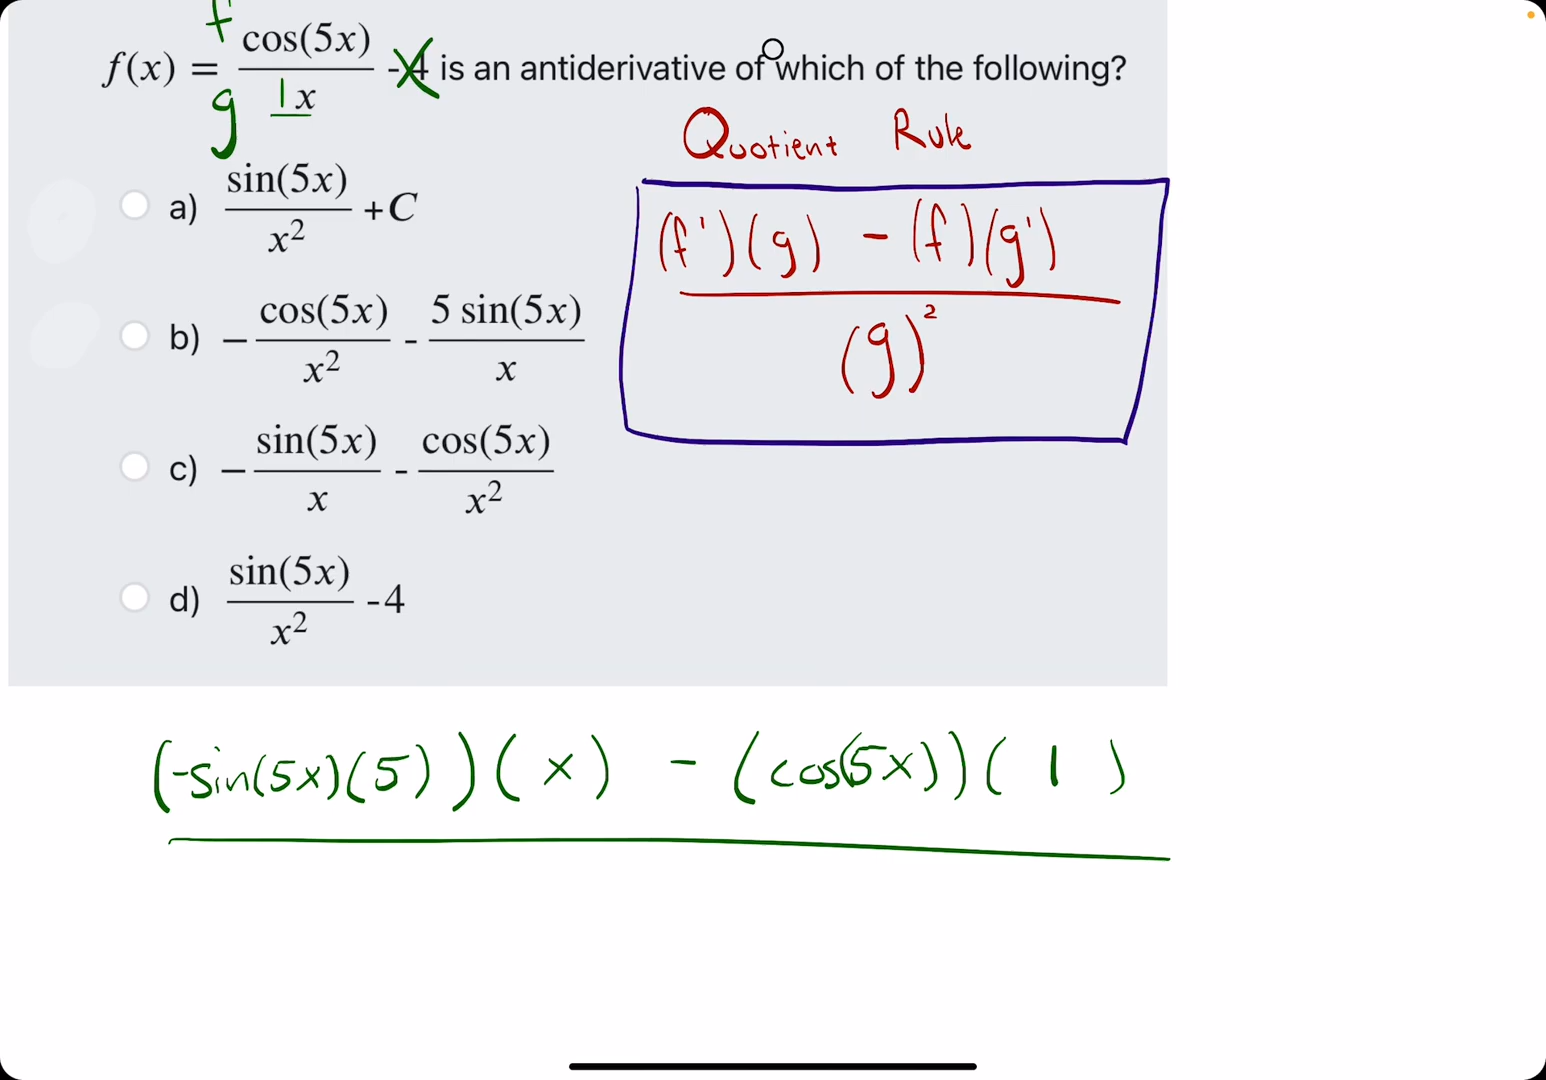 f
f(x) = cos(5x) / 1x -4 is an antiderivative of which of the following?
g
Quotient Rule
a) sin(5x) / x² +C
(f')(g) - (f)(g')
(g)²
b) − cos(5x) / x² - 5 sin(5x) / x
c) − sin(5x) / x - cos(5x) / x²
d) sin(5x) / x² -4
(-sin(5x)(5))(x) - (cos(5x))(1)